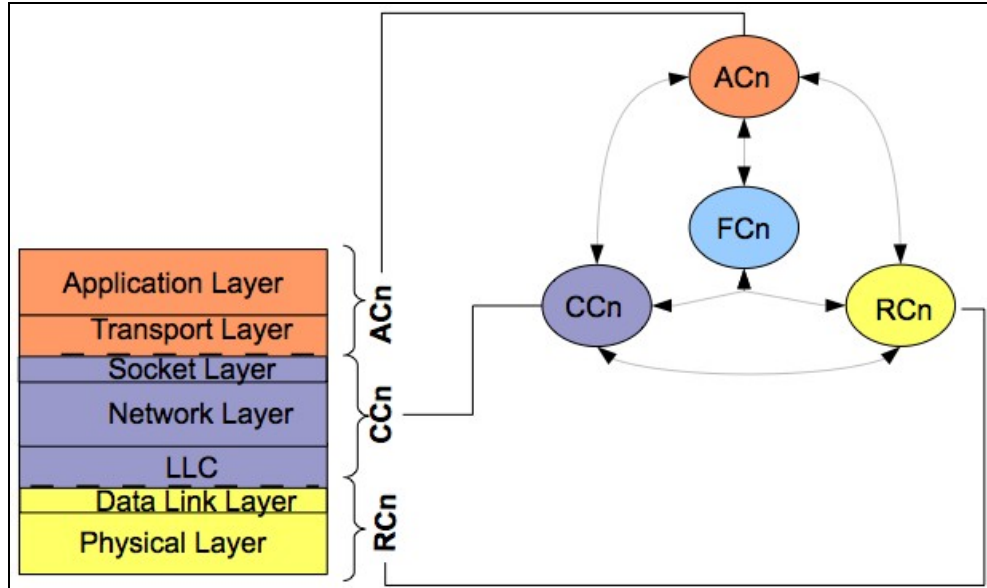 ACn
FCn
CCn
RCn
Application Layer
Transport Layer
Socket Layer
Network Layer
LLC
Data Link Layer
Physical Layer
ACn
CCn
RCn